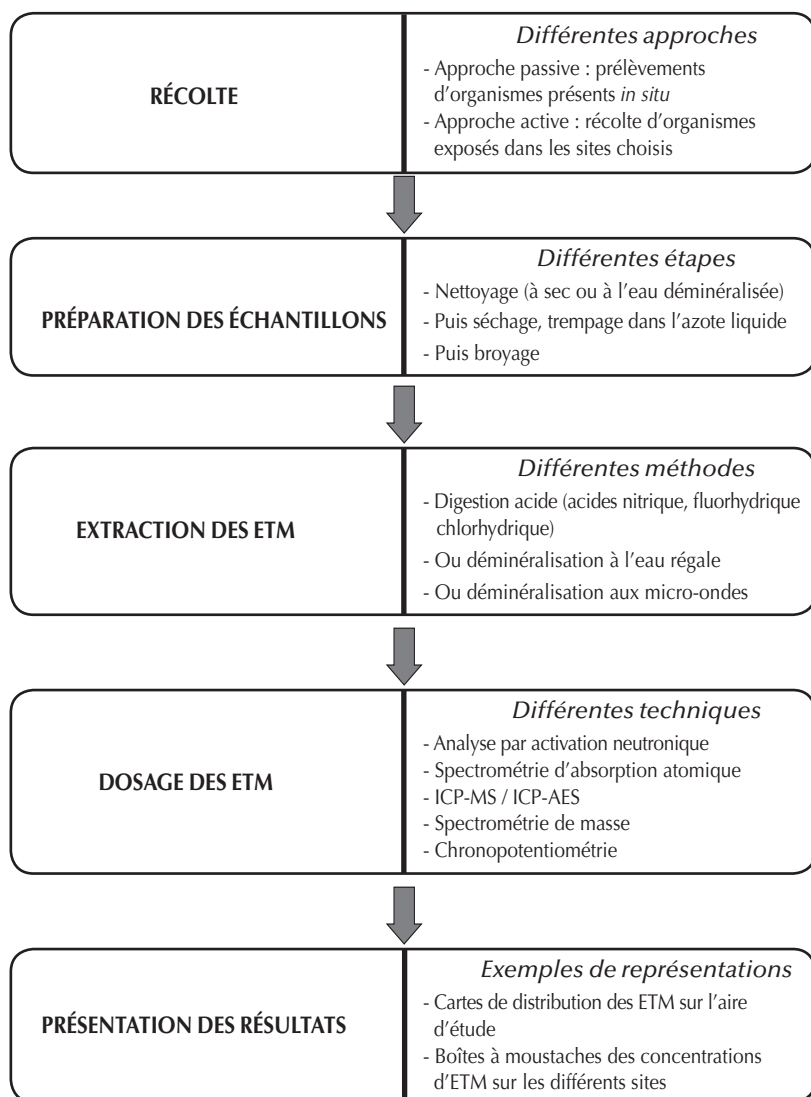 RÉCOLTE
Différentes approches
- Approche passive : prélèvements
d’organismes présents in situ
- Approche active : récolte d’organismes
exposés dans les sites choisis
PRÉPARATION DES ÉCHANTILLONS
Différentes étapes
- Nettoyage (à sec ou à l’eau déminéralisée)
- Puis séchage, trempage dans l’azote liquide
- Puis broyage
EXTRACTION DES ETM
Différentes méthodes
- Digestion acide (acides nitrique, fluorhydrique
chlorhydrique)
- Ou déminéralisation à l’eau régale
- Ou déminéralisation aux micro-ondes
DOSAGE DES ETM
Différentes techniques
- Analyse par activation neutronique
- Spectrométrie d’absorption atomique
- ICP-MS / ICP-AES
- Spectrométrie de masse
- Chronopotentiométrie
PRÉSENTATION DES RÉSULTATS
Exemples de représentations
- Cartes de distribution des ETM sur l’aire
d’étude
- Boîtes à moustaches des concentrations
d’ETM sur les différents sites